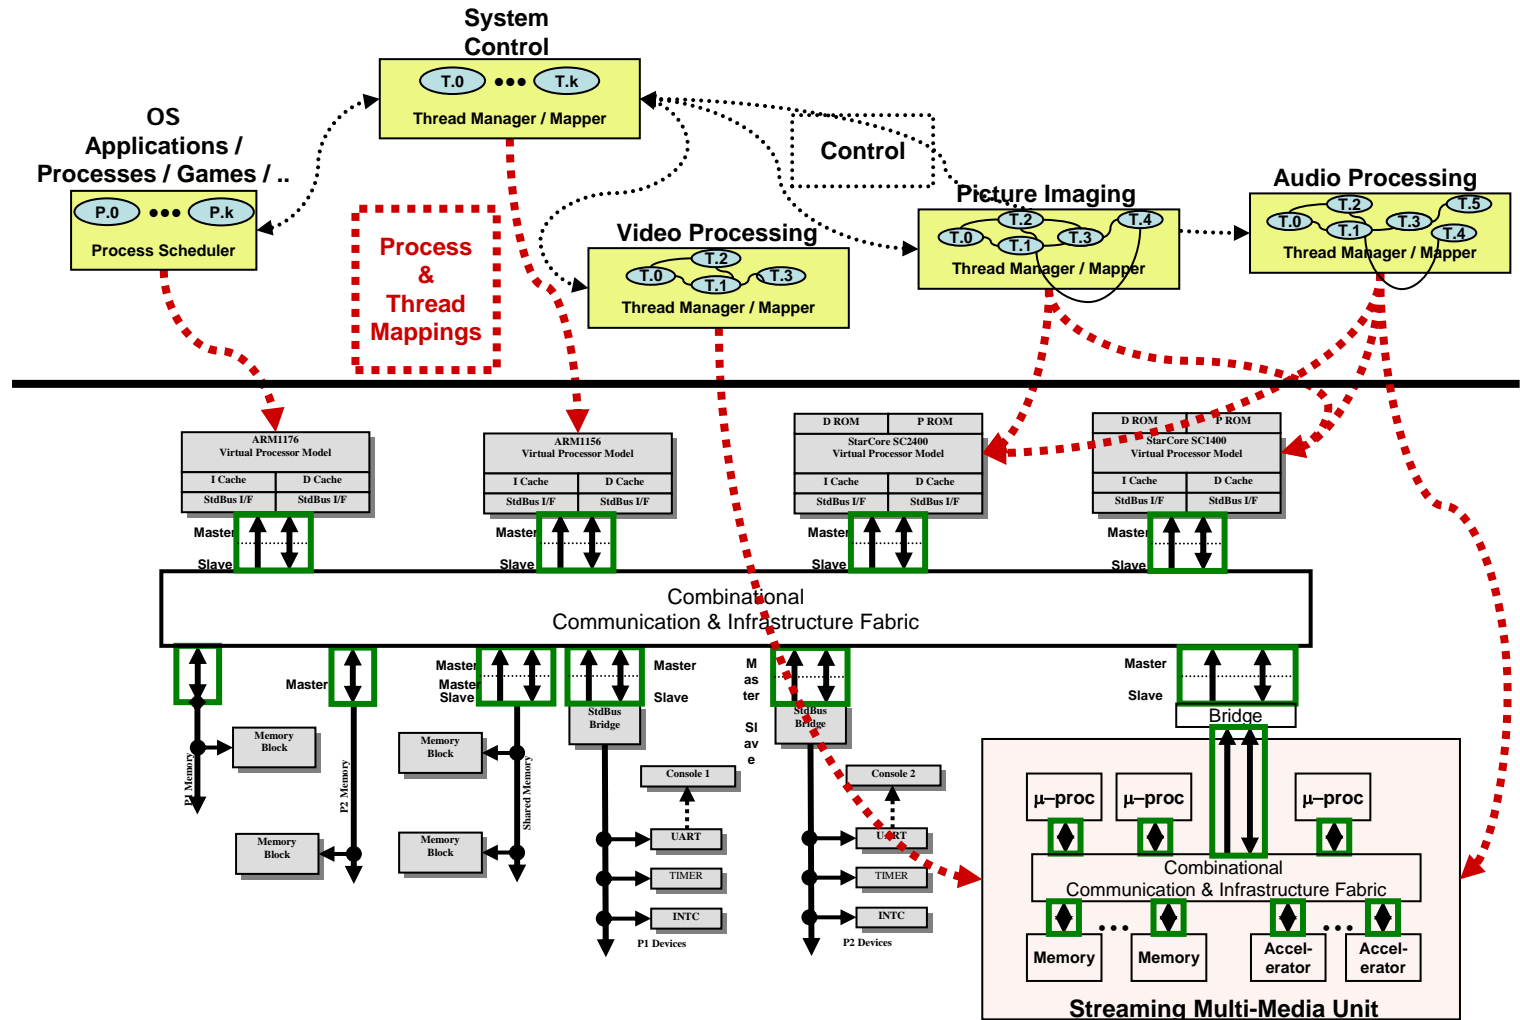 System
Control
T.0 ••• T.k
Thread Manager / Mapper
OS
Applications /
Processes / Games / ..
P.0 ••• P.k
Process Scheduler
Process
&
Thread
Mappings
Control
Video Processing
T.0 T.2 T.1 T.3
Thread Manager / Mapper
Picture Imaging
T.0 T.2 T.1 T.3 T.4
Thread Manager / Mapper
Audio Processing
T.0 T.2 T.1 T.3 T.5 T.4
Thread Manager / Mapper
ARM1176
Virtual Processor Model
I Cache D Cache
StdBus I/F StdBus I/F
ARM1156
Virtual Processor Model
I Cache D Cache
StdBus I/F StdBus I/F
D ROM P ROM
StarCore SC2400
Virtual Processor Model
I Cache D Cache
StdBus I/F StdBus I/F
D ROM P ROM
StarCore SC1400
Virtual Processor Model
I Cache D Cache
StdBus I/F StdBus I/F
Master
Slave
Master
Slave
Master
Slave
Master
Slave
Combinational
Communication & Infrastructure Fabric
Master
Master
Master
Slave
Master
Slave
M
as
ter
Sl
av
e
Master
Slave
P1 Memory
Memory
Block
P2 Memory
Memory
Block
Shared Memory
Memory
Block
Memory
Block
StdBus
Bridge
Console 1
UART
TIMER
INTC
P1 Devices
StdBus
Bridge
Console 2
UART
TIMER
INTC
P2 Devices
Bridge
μ–proc
μ–proc
μ–proc
Combinational
Communication & Infrastructure Fabric
Memory
•••
Memory
Accel-
erator
•••
Accel-
erator
Streaming Multi-Media Unit